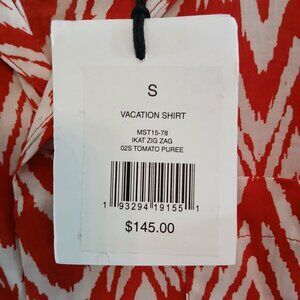 S
VACATION SHIRT
MST15-78
IKAT ZIG ZAG
02S TOMATO PUREE
1 93294 19155 1
$145.00